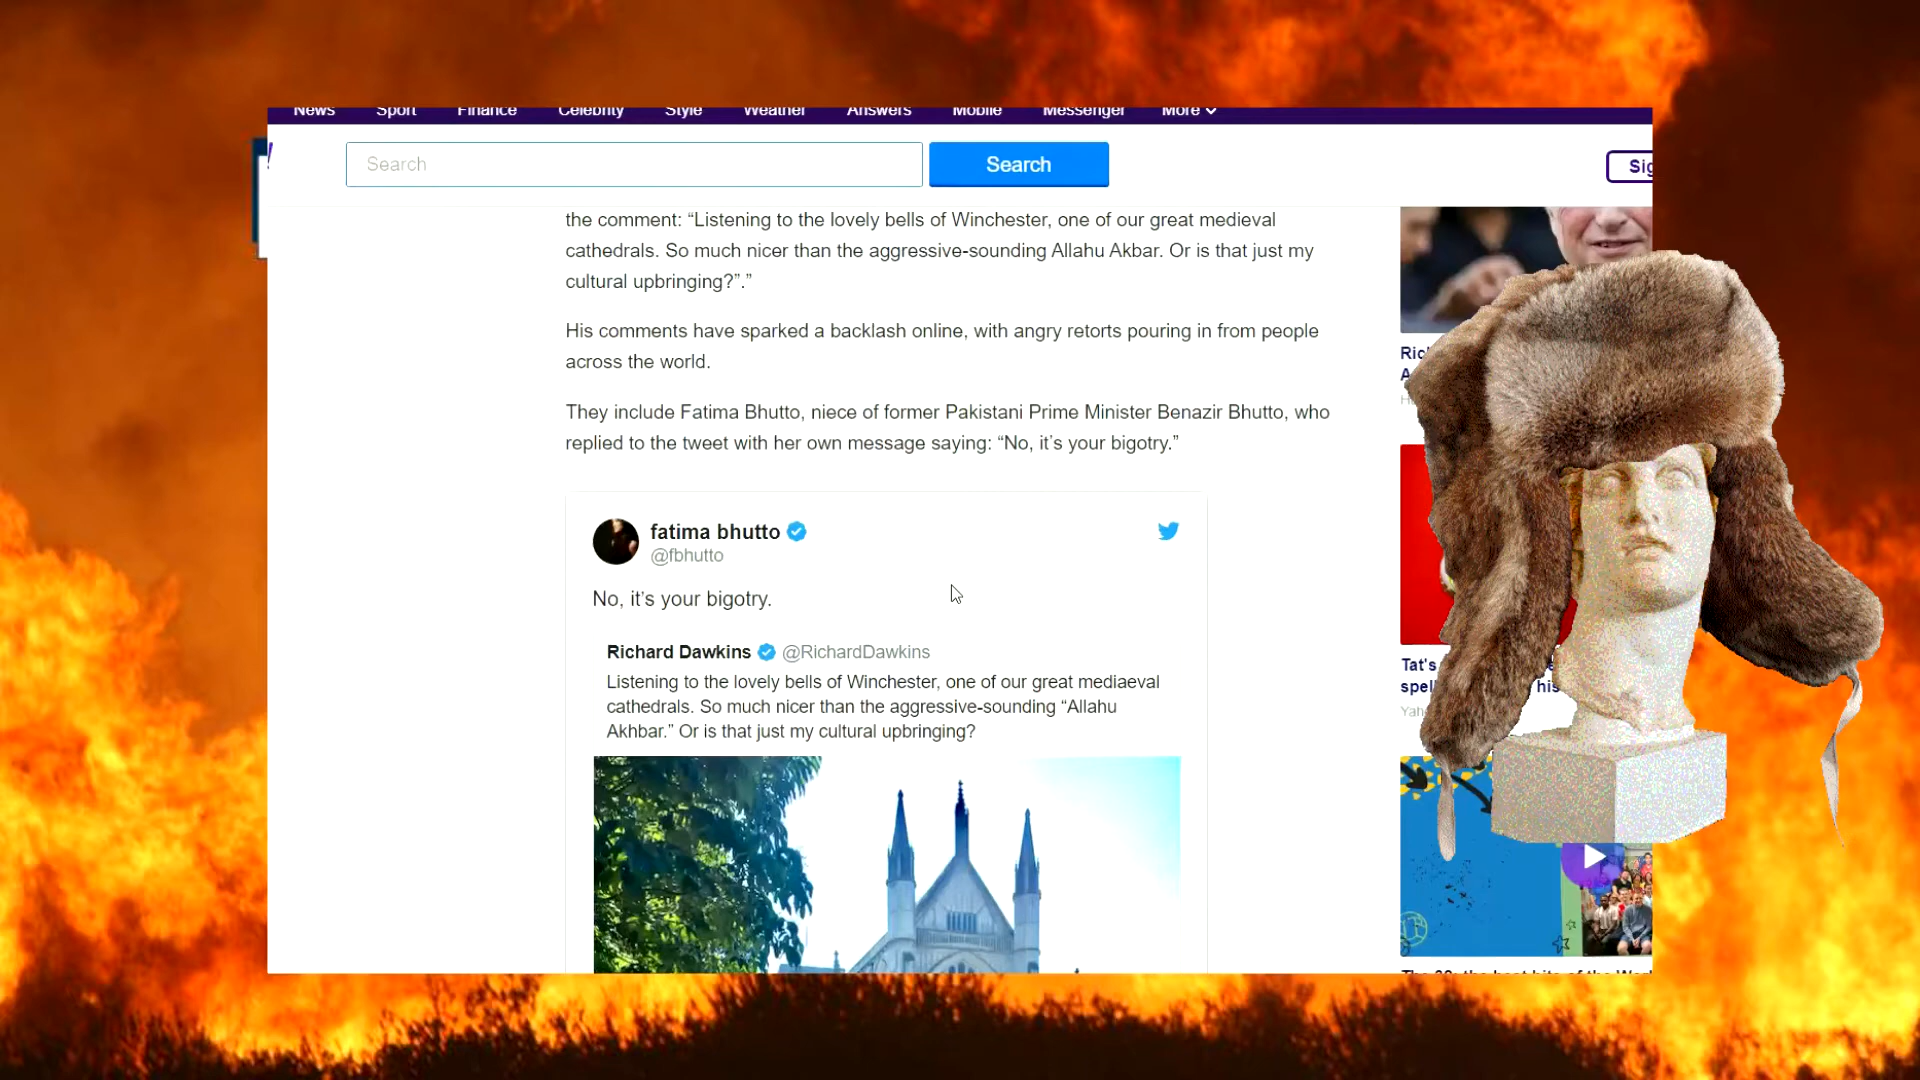 News Sport Finance Celebrity Style Weather Answers Mobile Messenger More
Search Search
the comment: “Listening to the lovely bells of Winchester, one of our great medieval
cathedrals. So much nicer than the aggressive-sounding Allahu Akbar. Or is that just my
cultural upbringing?”.”
His comments have sparked a backlash online, with angry retorts pouring in from people
across the world.
They include Fatima Bhutto, niece of former Pakistani Prime Minister Benazir Bhutto, who
replied to the tweet with her own message saying: “No, it’s your bigotry.”
fatima bhutto
@fbhutto
No, it’s your bigotry.
Richard Dawkins @RichardDawkins
Listening to the lovely bells of Winchester, one of our great mediaeval
cathedrals. So much nicer than the aggressive-sounding “Allahu
Akhbar.” Or is that just my cultural upbringing?
Tat's
his